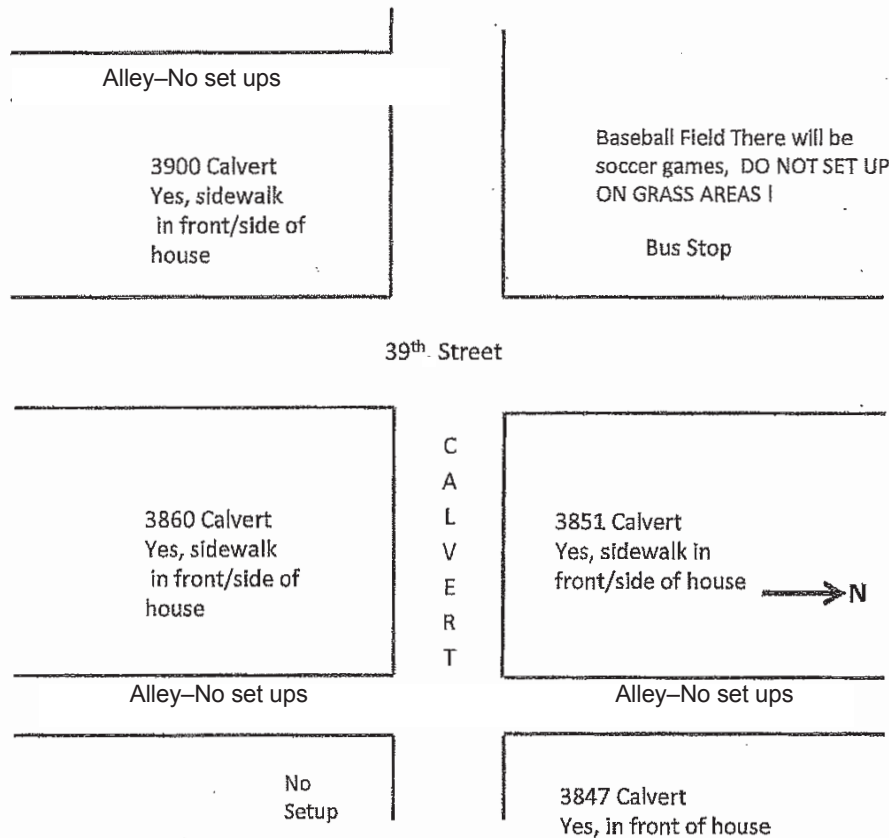 Alley–No set ups
3900 Calvert
Yes, sidewalk
in front/side of
house
Baseball Field There will be
soccer games, DO NOT SET UP
ON GRASS AREAS !
Bus Stop
39th Street
CALVERT
3860 Calvert
Yes, sidewalk
in front/side of
house
3851 Calvert
Yes, sidewalk in
front/side of house
N
Alley–No set ups
Alley–No set ups
No
Setup
3847 Calvert
Yes, in front of house